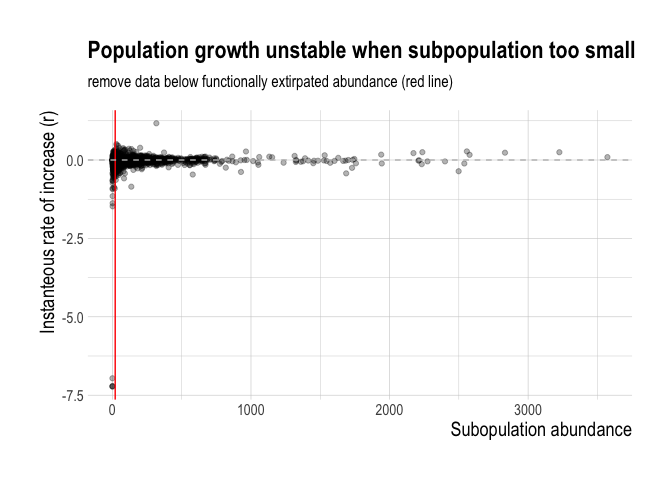 Population growth unstable when subpopulation too small
remove data below functionally extirpated abundance (red line)
Instanteous rate of increase (r)
0.0
-2.5
-5.0
-7.5
0 1000 2000 3000
Subopulation abundance